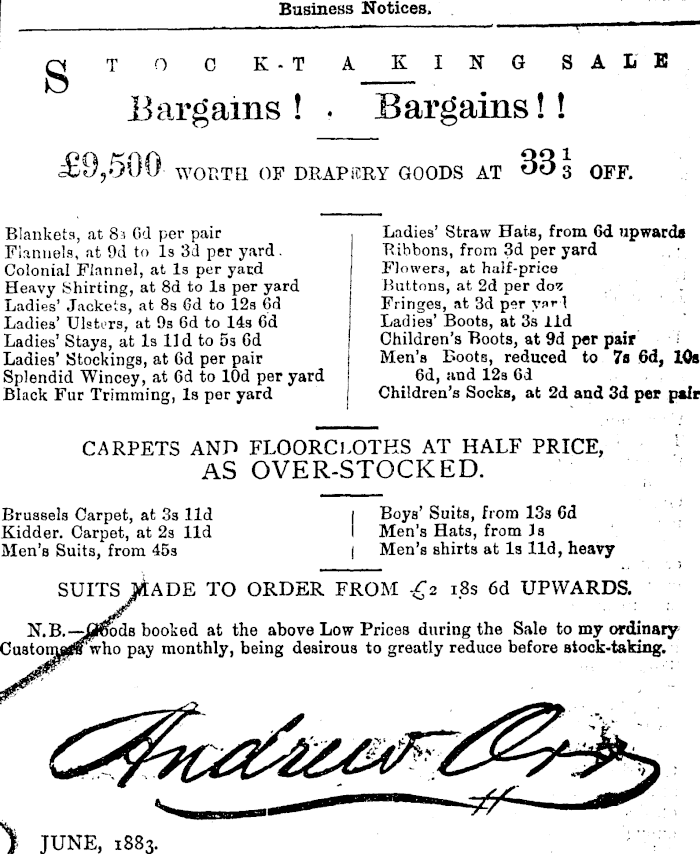 Business Notices.
STOCK-TAKING SALE
Bargains! . Bargains!!
£9,500 WORTH OF DRAPERY GOODS AT 33 1/3 OFF.
Blankets, at 8s 6d per pair
Flannels, at 9d to 1s 3d per yard.
Colonial Flannel, at 1s per yard
Heavy Shirting, at 8d to 1s per yard
Ladies' Jackets, at 8s 6d to 12s 6d
Ladies' Ulsters, at 9s 6d to 14s 6d
Ladies' Stays, at 1s 11d to 5s 6d
Ladies' Stockings, at 6d per pair
Splendid Wincey, at 6d to 10d per yard
Black Fur Trimming, 1s per yard
Ladies' Straw Hats, from 6d upwards
Ribbons, from 3d per yard
Flowers, at half-price
Buttons, at 2d per doz
Fringes, at 3d per yard
Ladies' Boots, at 3s 11d
Children's Boots, at 9d per pair
Men's Boots, reduced to 7s 6d, 10s
6d, and 12s 6d
Children's Socks, at 2d and 3d per pair
CARPETS AND FLOORCLOTHS AT HALF PRICE,
AS OVER-STOCKED.
Brussels Carpet, at 3s 11d
Kidder. Carpet, at 2s 11d
Men's Suits, from 45s
Boys' Suits, from 13s 6d
Men's Hats, from 1s
Men's shirts at 1s 11d, heavy
SUITS MADE TO ORDER FROM £2 18s 6d UPWARDS.
N.B.—Goods booked at the above Low Prices during the Sale to my ordinary
Customers who pay monthly, being desirous to greatly reduce before stock-taking.
Andrew Orr
JUNE, 1883.